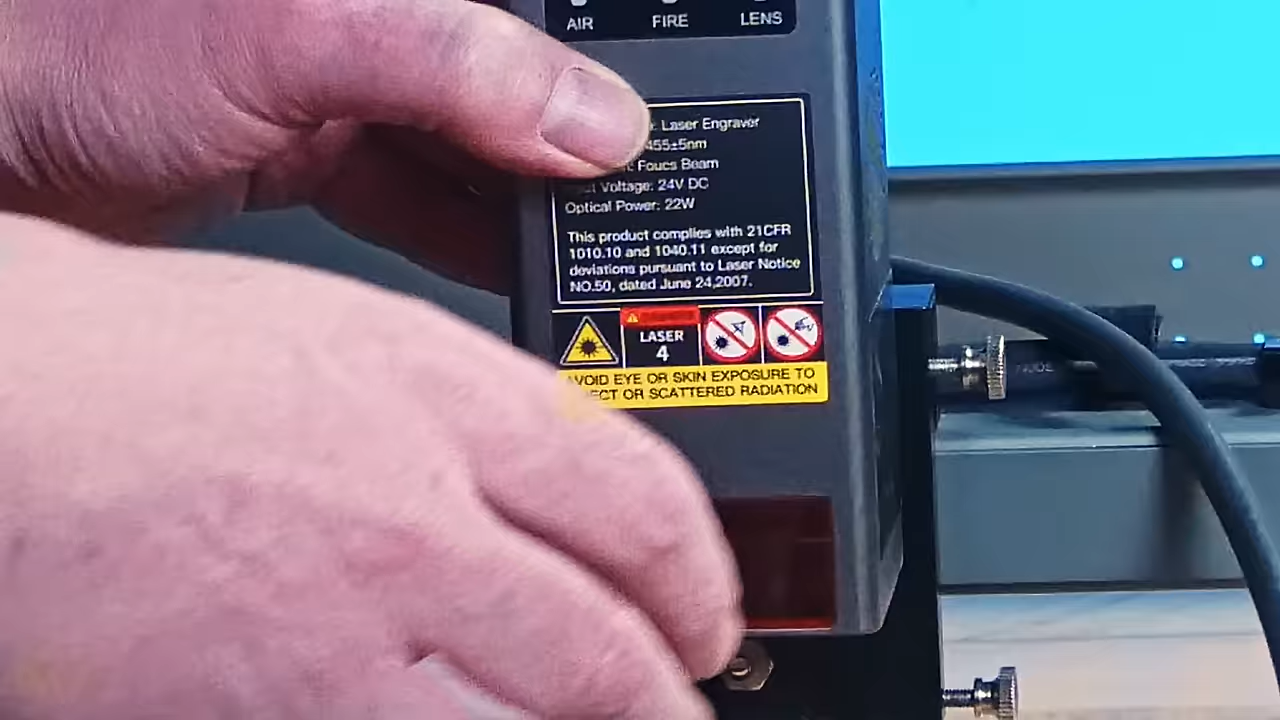 AIR FIRE LENS
: Laser Engraver
455±5nm
: Foucs Beam
Voltage: 24V DC
Optical Power: 22W
This product complies with 21CFR
1010.10 and 1040.11 except for
deviations pursuant to Laser Notice
NO.50, dated June 24,2007.
LASER
4
AVOID EYE OR SKIN EXPOSURE TO
OR SCATTERED RADIATION